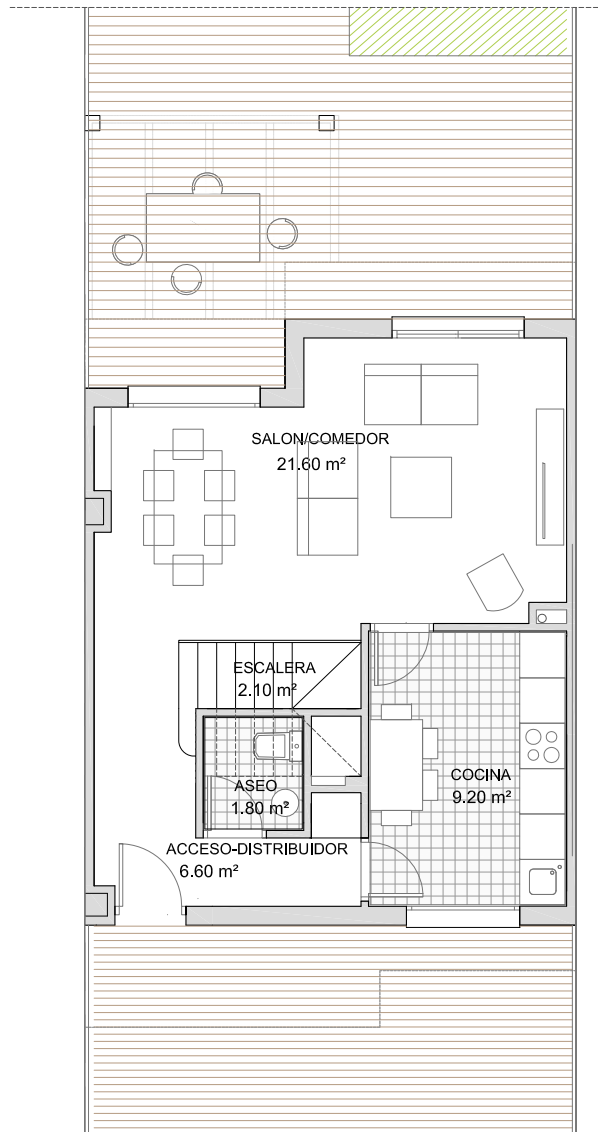 SALON/COMEDOR
21.60 m²
ESCALERA
2.10 m²
ASEO
1.80 m²
COCINA
9.20 m²
ACCESO-DISTRIBUIDOR
6.60 m²